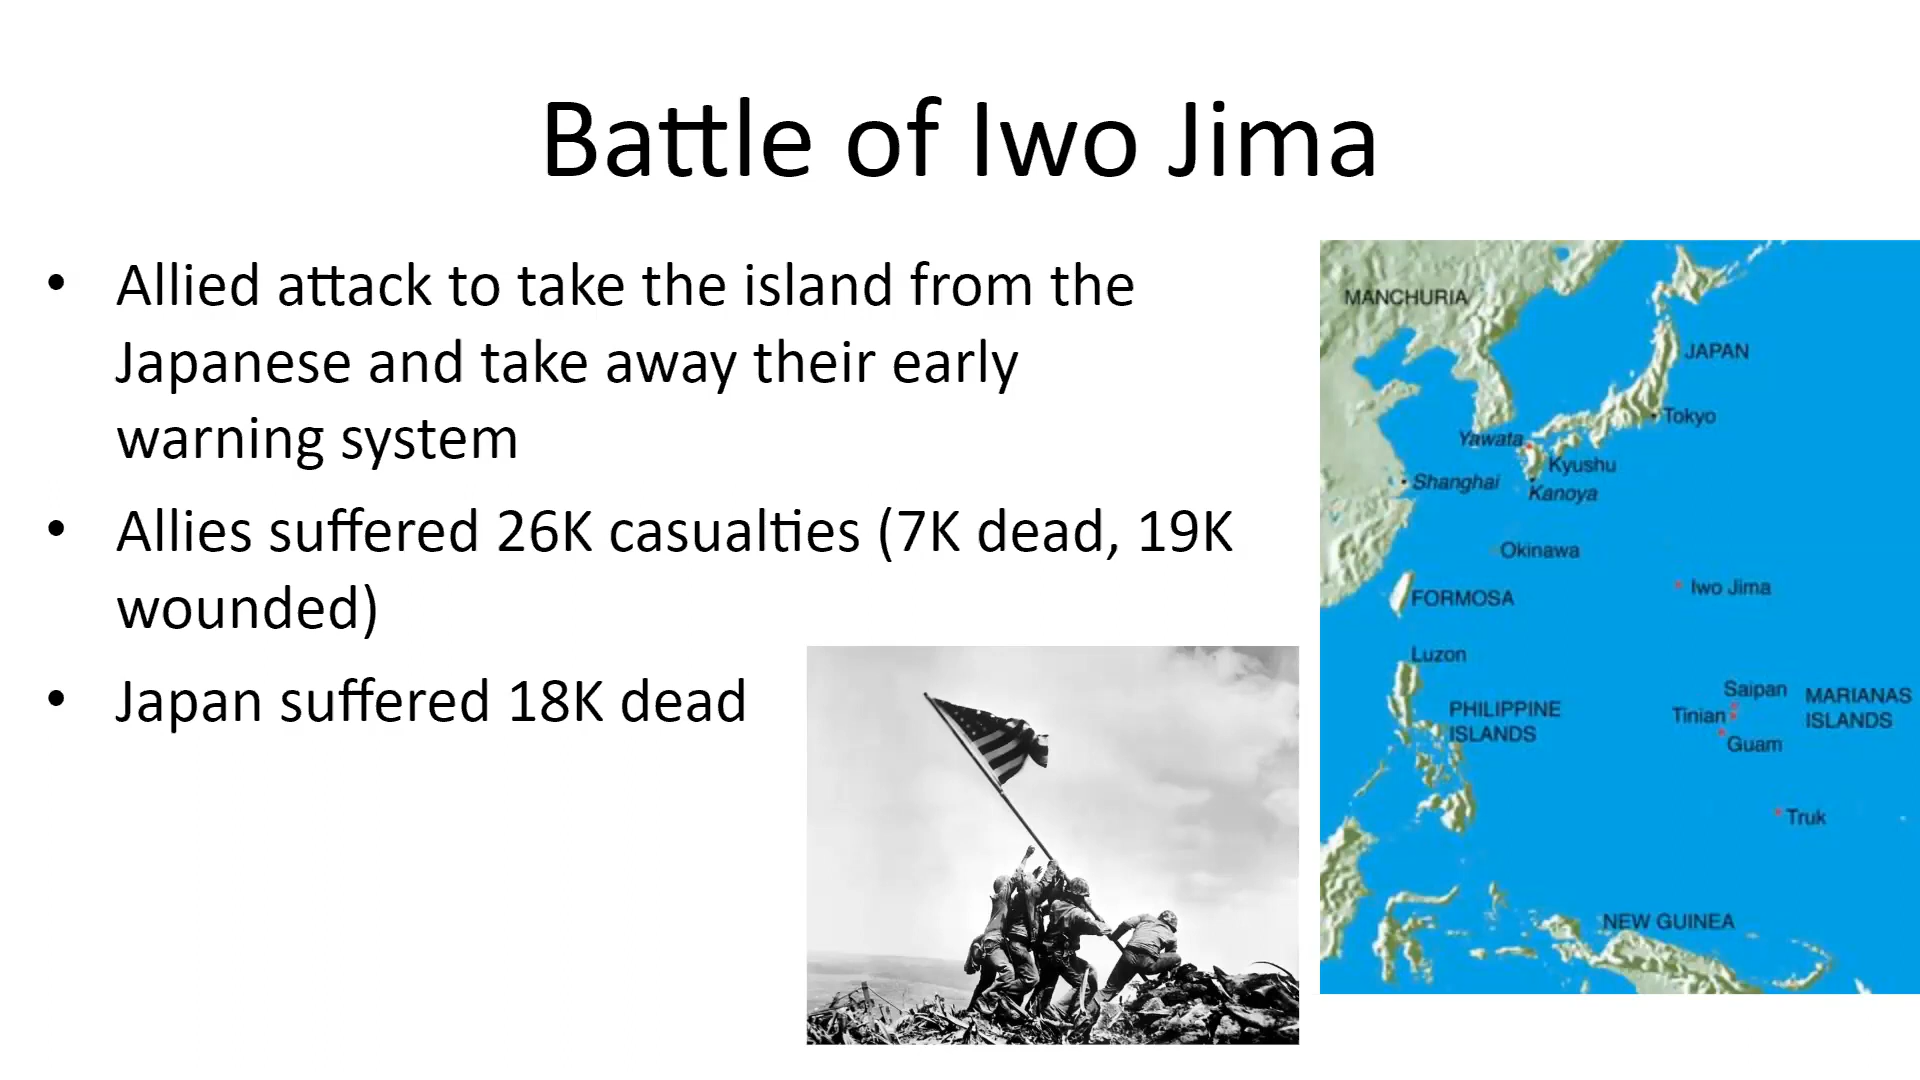 Battle of Iwo Jima
• Allied attack to take the island from the
Japanese and take away their early
warning system
• Allies suffered 26K casualties (7K dead, 19K
wounded)
• Japan suffered 18K dead
MANCHURIA
JAPAN
Tokyo
Yawata
Kyushu
Shanghai
Kanoya
Okinawa
Iwo Jima
FORMOSA
Luzon
PHILIPPINE
ISLANDS
Saipan
MARIANAS
ISLANDS
Tinian
Guam
Truk
NEW GUINEA